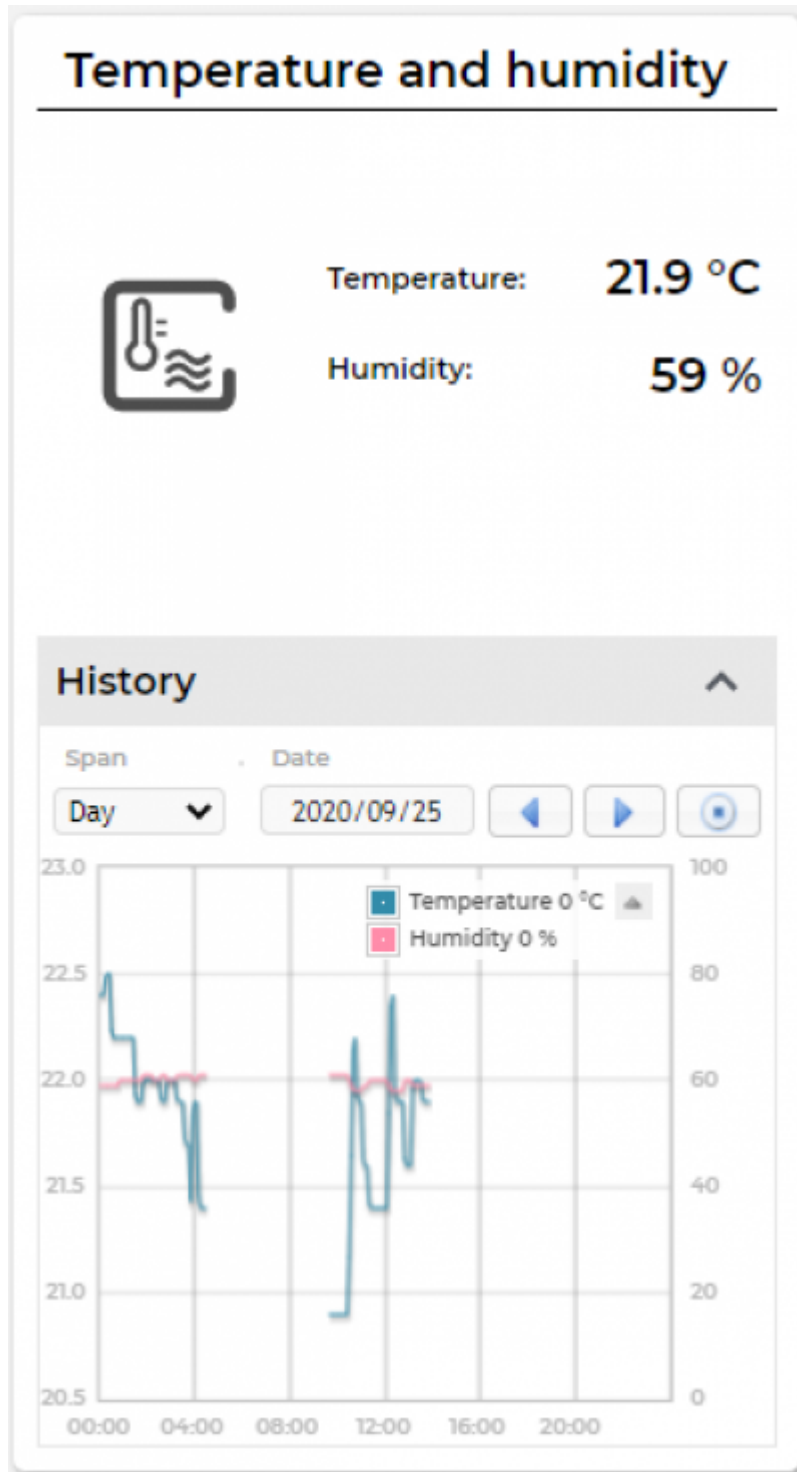 Temperature and humidity
Temperature: 21.9 °C
Humidity: 59 %
History
Span . Date
Day 2020/09/25
23.0 100
Temperature 0 °C
Humidity 0 %
22.5 80
22.0 60
21.5 40
21.0 20
20.5 0
00:00 04:00 08:00 12:00 16:00 20:00